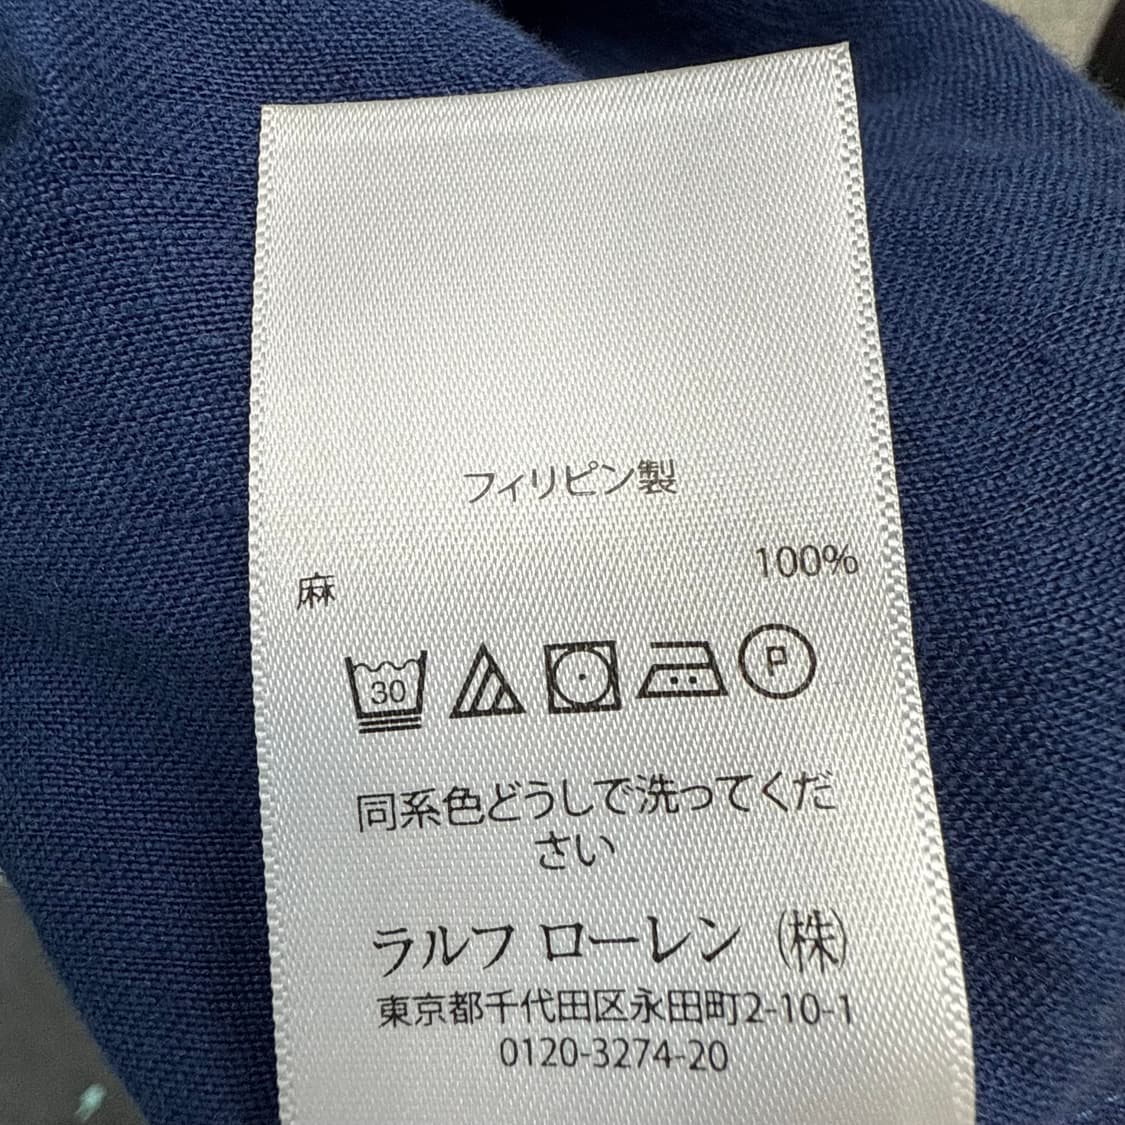 フィリピン製
麻 100%
30 P
同系色どうしで洗ってくだ
さい
ラルフ ローレン (株)
東京都千代田区永田町2-10-1
0120-3274-20